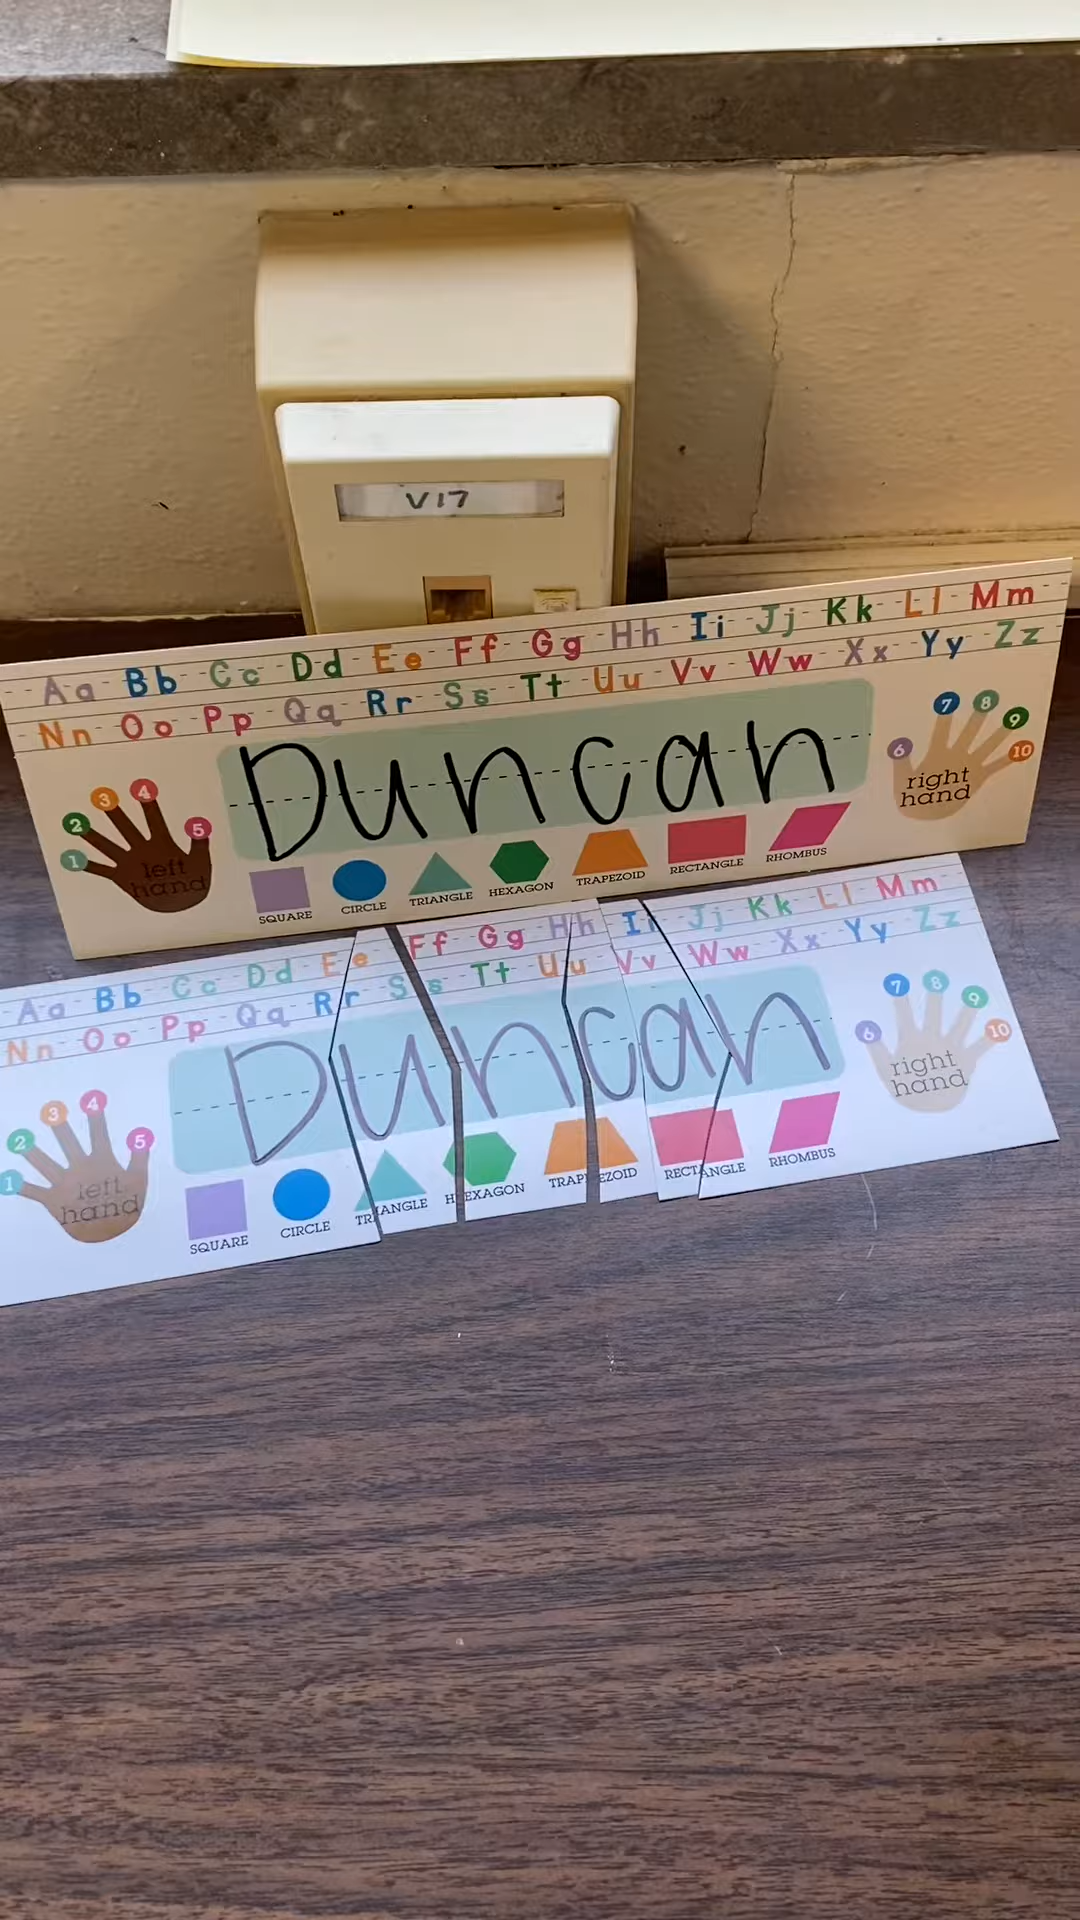 V17
Aa Bb Cc Dd Ee Ff Gg Hh Ii Jj Kk Ll Mm
Nn Oo Pp Qq Rr Ss Tt Uu Vv Ww Xx Yy Zz
Duncan
1 2 3 4 5
left
hand
6 7 8 9 10
right
hand
SQUARE CIRCLE TRIANGLE HEXAGON TRAPEZOID RECTANGLE RHOMBUS
Aa Bb Cc Dd Ee Ff Gg Hh Ii Jj Kk Ll Mm
Nn Oo Pp Qq Rr Ss Tt Uu Vv Ww Xx Yy Zz
Duncan
1 2 3 4 5
left
hand
6 7 8 9 10
right
hand
SQUARE CIRCLE TRIANGLE HEXAGON TRAPEZOID RECTANGLE RHOMBUS